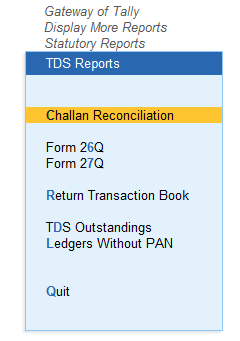 Gateway of Tally
Display More Reports
Statutory Reports
TDS Reports
Challan Reconciliation
Form 26Q
Form 27Q
Return Transaction Book
TDS Outstandings
Ledgers Without PAN
Quit